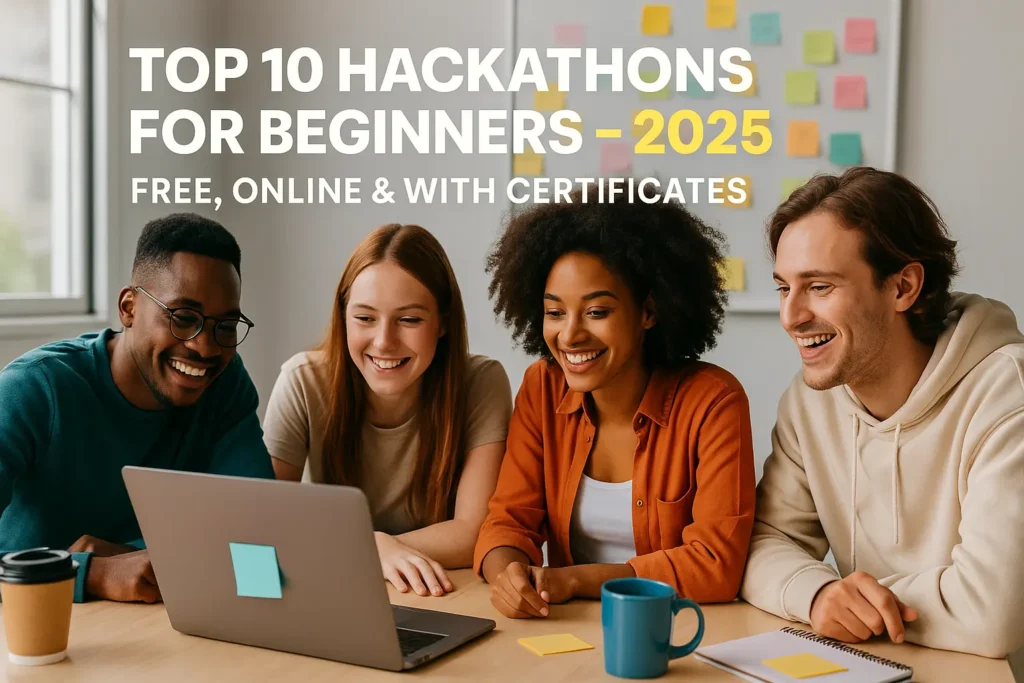 TOP 10 HACKATHONS
FOR BEGINNERS – 2025
FREE, ONLINE & WITH CERTIFICATES